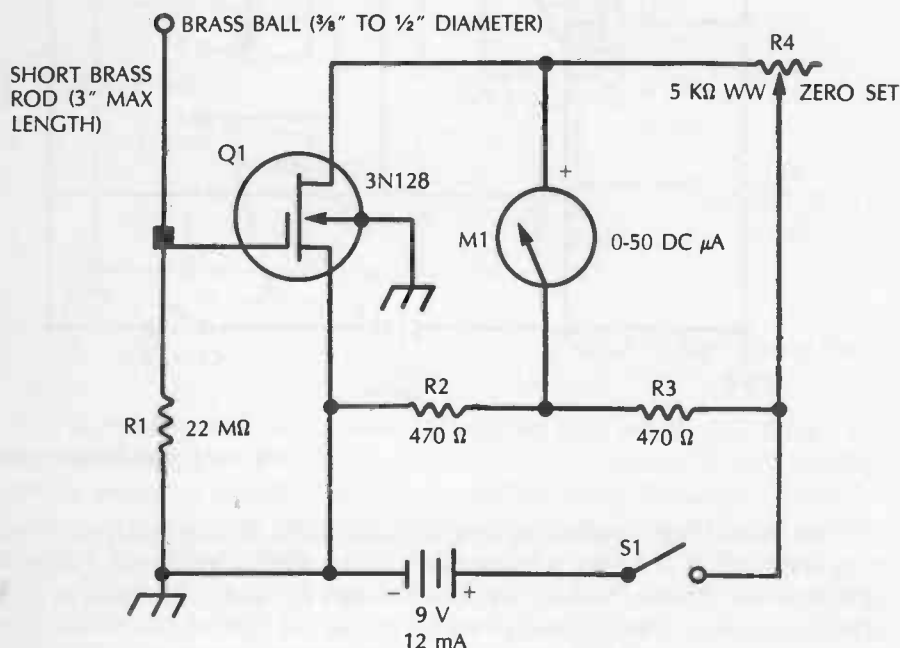 BRASS BALL (⅜" TO ½" DIAMETER)
SHORT BRASS
ROD (3" MAX
LENGTH)
R4
5 KΩ WW
ZERO SET
Q1
3N128
+
M1
0-50 DC μA
R2
470 Ω
R3
470 Ω
R1
22 MΩ
S1
− +
9 V
12 mA